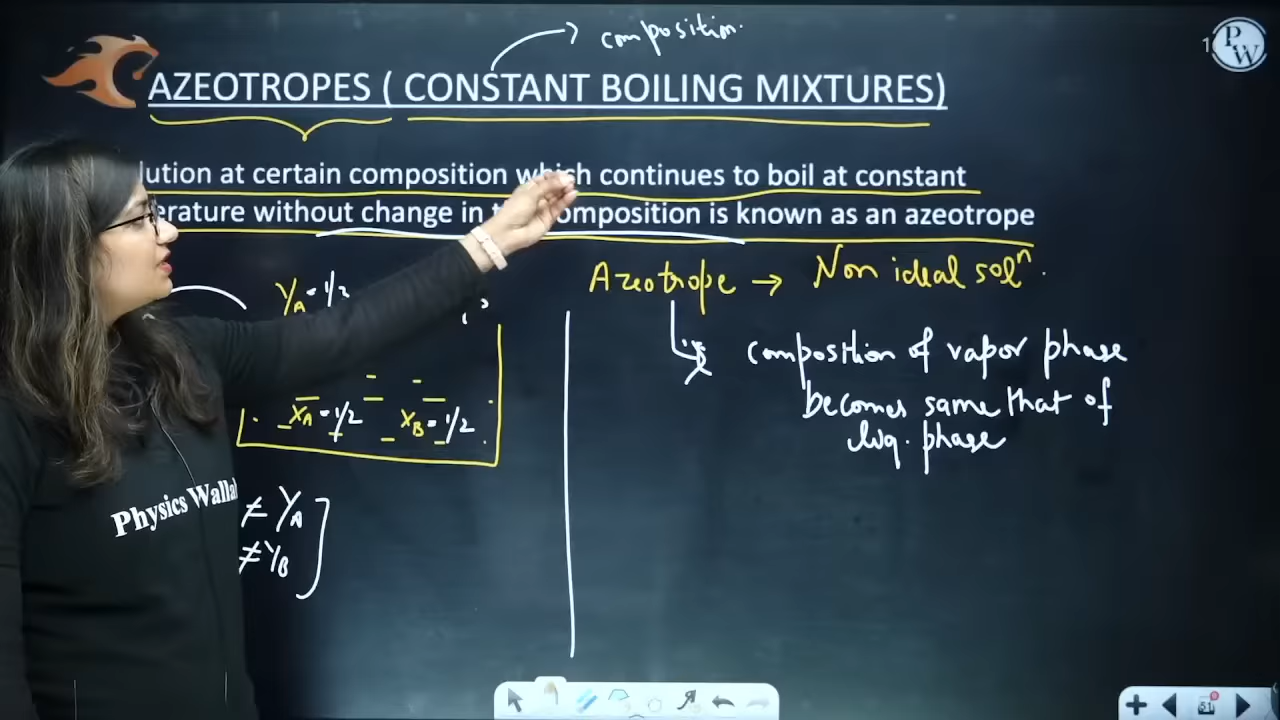 composition.
AZEOTROPES ( CONSTANT BOILING MIXTURES)
lution at certain composition which continues to boil at constant
erature without change in composition is known as an azeotrope
Azeotrope → Non ideal solⁿ.
Y_A = 1/2
composition of vapor phase
becomes same that of
liq. phase
X_A = 1/2 X_B = 1/2
≠ Y_A
≠ Y_B
Physics Walla
PW